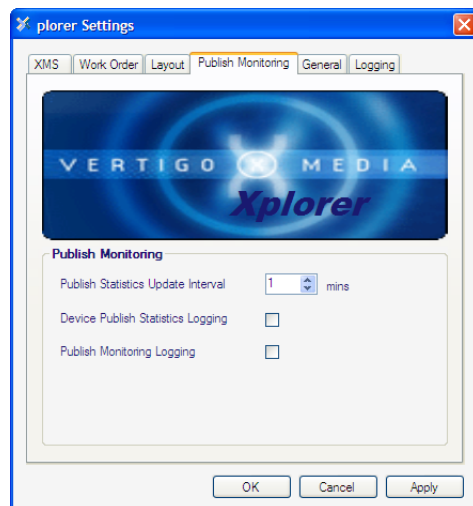 plorer Settings
XMS Work Order Layout Publish Monitoring General Logging
VERTIGO X MEDIA
Xplorer
Publish Monitoring
Publish Statistics Update Interval 1 mins
Device Publish Statistics Logging
Publish Monitoring Logging
OK Cancel Apply